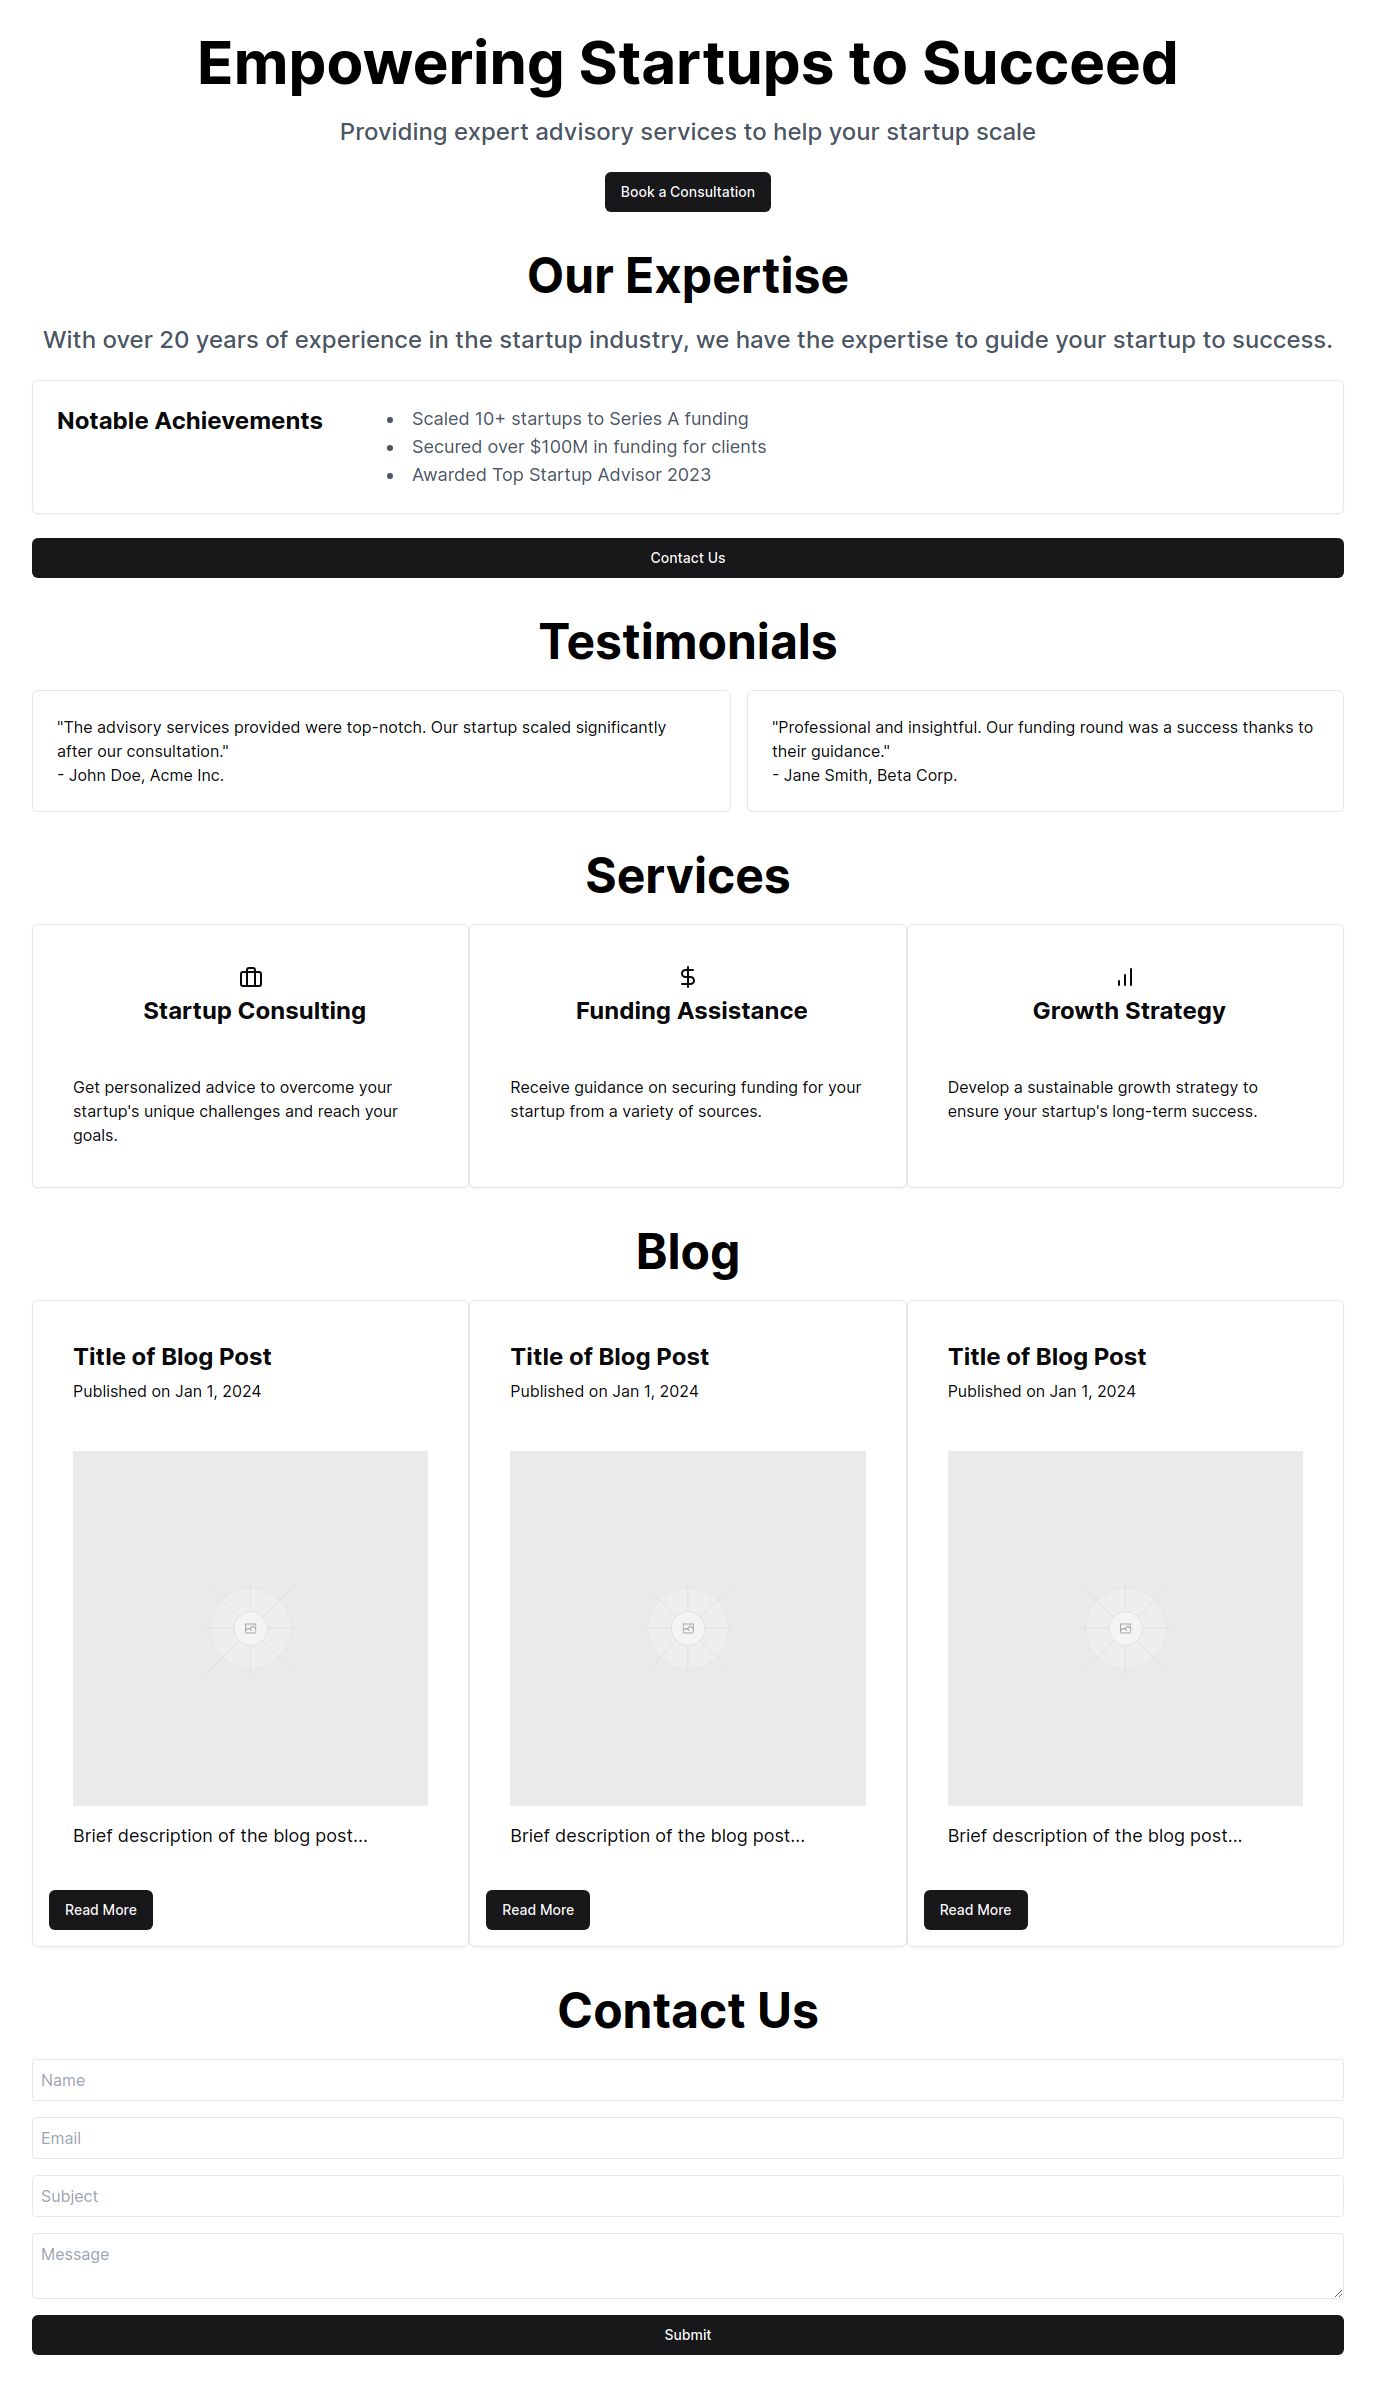 Empowering Startups to Succeed
Providing expert advisory services to help your startup scale
Book a Consultation
Our Expertise
With over 20 years of experience in the startup industry, we have the expertise to guide your startup to success.
Notable Achievements
Scaled 10+ startups to Series A funding
Secured over $100M in funding for clients
Awarded Top Startup Advisor 2023
Contact Us
Testimonials
"The advisory services provided were top-notch. Our startup scaled significantly
after our consultation."
- John Doe, Acme Inc.
"Professional and insightful. Our funding round was a success thanks to
their guidance."
- Jane Smith, Beta Corp.
Services
Startup Consulting
Get personalized advice to overcome your
startup's unique challenges and reach your
goals.
Funding Assistance
Receive guidance on securing funding for your
startup from a variety of sources.
Growth Strategy
Develop a sustainable growth strategy to
ensure your startup's long-term success.
Blog
Title of Blog Post
Published on Jan 1, 2024
Brief description of the blog post...
Read More
Title of Blog Post
Published on Jan 1, 2024
Brief description of the blog post...
Read More
Title of Blog Post
Published on Jan 1, 2024
Brief description of the blog post...
Read More
Contact Us
Name
Email
Subject
Message
Submit